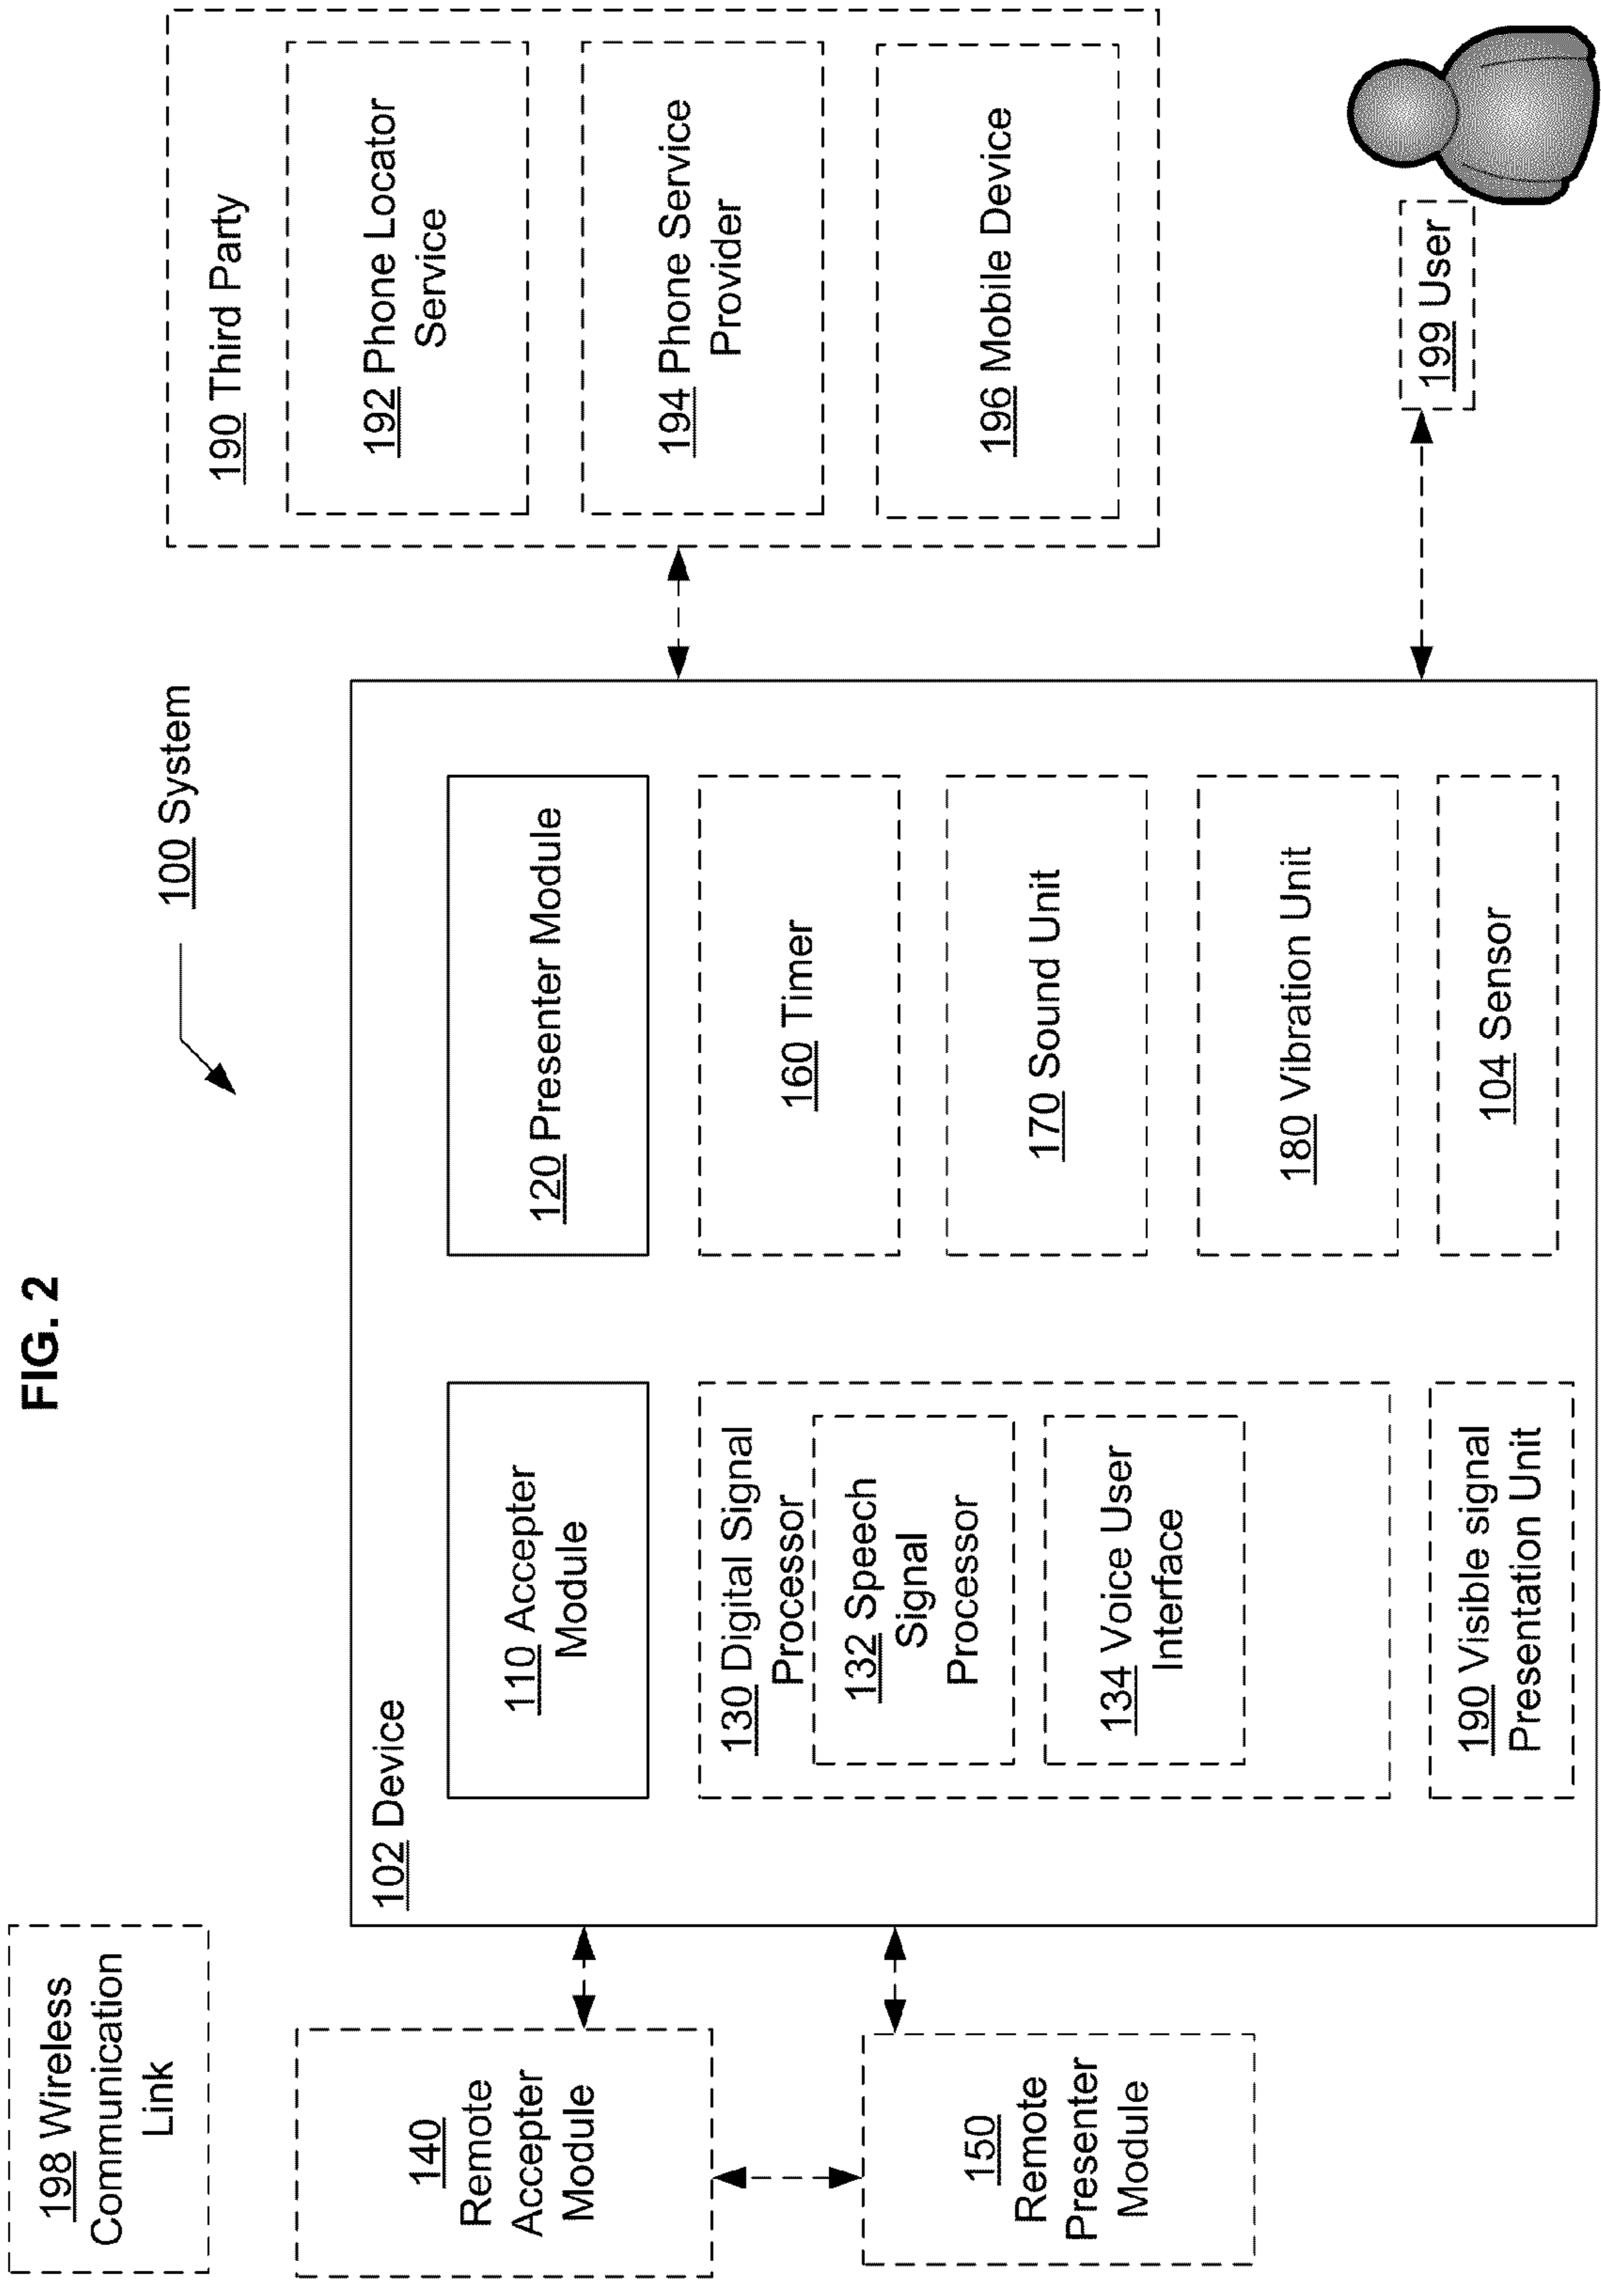 FIG. 2
100 System
198 Wireless
Communication
Link
140
Remote
Accepter
Module
150
Remote
Presenter
Module
102 Device
110 Accepter
Module
130 Digital Signal
Processor
132 Speech
Signal
Processor
134 Voice User
Interface
190 Visible signal
Presentation Unit
120 Presenter Module
160 Timer
170 Sound Unit
180 Vibration Unit
104 Sensor
190 Third Party
192 Phone Locator
Service
194 Phone Service
Provider
196 Mobile Device
199 User